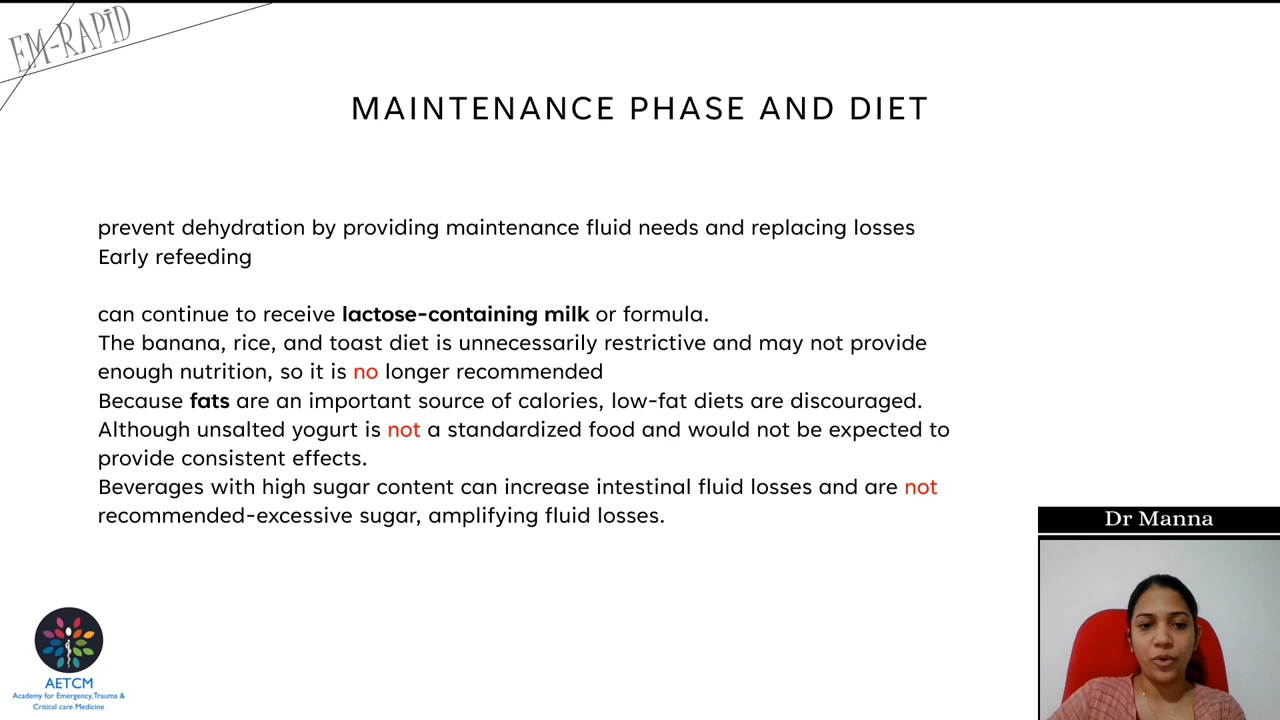 EM-RAPID
MAINTENANCE PHASE AND DIET
prevent dehydration by providing maintenance fluid needs and replacing losses
Early refeeding
can continue to receive lactose-containing milk or formula.
The banana, rice, and toast diet is unnecessarily restrictive and may not provide
enough nutrition, so it is no longer recommended
Because fats are an important source of calories, low-fat diets are discouraged.
Although unsalted yogurt is not a standardized food and would not be expected to
provide consistent effects.
Beverages with high sugar content can increase intestinal fluid losses and are not
recommended-excessive sugar, amplifying fluid losses.
Dr Manna
AETCM
Academy for Emergency, Trauma &
Critical care Medicine